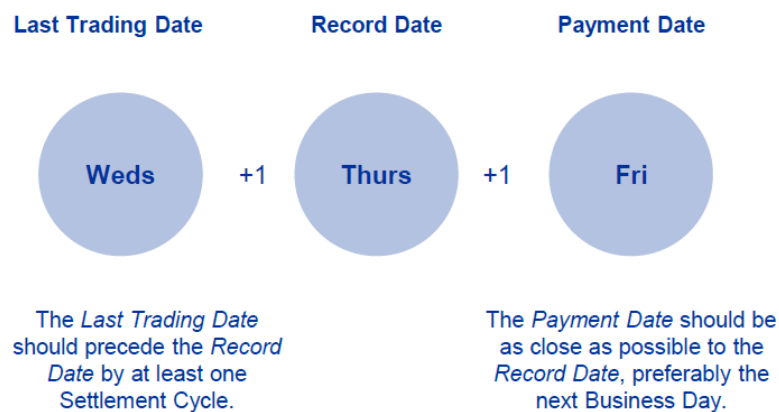 Last Trading Date
Record Date
Payment Date
Weds
+1
Thurs
+1
Fri
The Last Trading Date
should precede the Record
Date by at least one
Settlement Cycle.
The Payment Date should be
as close as possible to the
Record Date, preferably the
next Business Day.